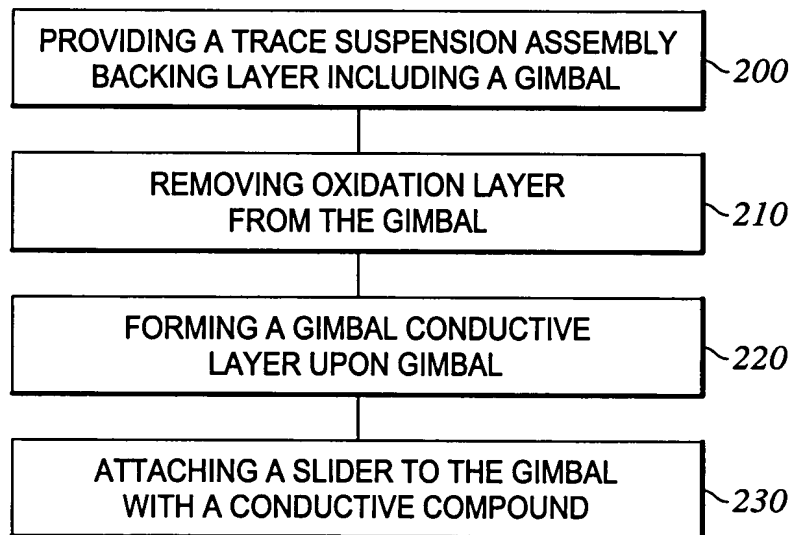 PROVIDING A TRACE SUSPENSION ASSEMBLY
BACKING LAYER INCLUDING A GIMBAL
200
REMOVING OXIDATION LAYER
FROM THE GIMBAL
210
FORMING A GIMBAL CONDUCTIVE
LAYER UPON GIMBAL
220
ATTACHING A SLIDER TO THE GIMBAL
WITH A CONDUCTIVE COMPOUND
230